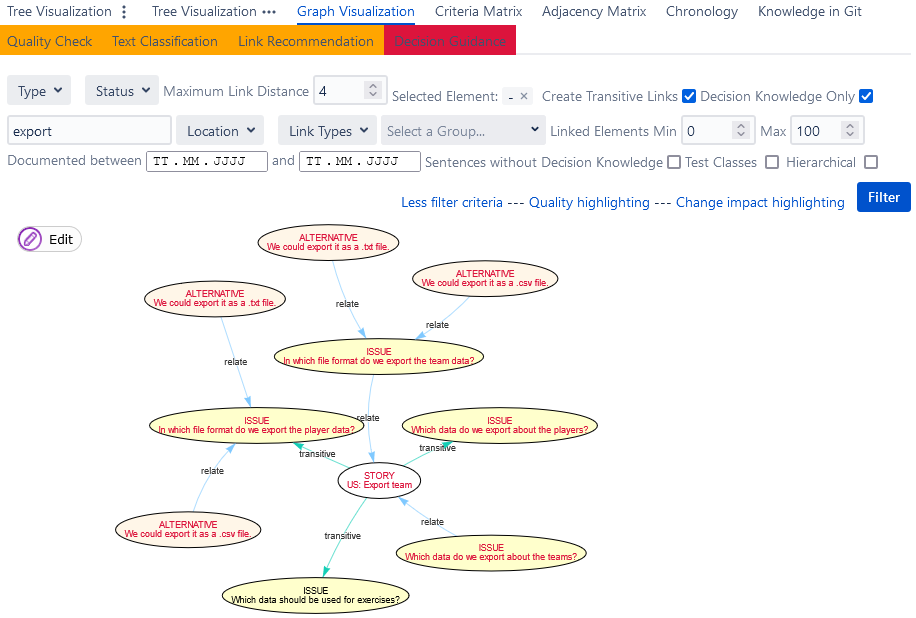 Tree Visualization Tree Visualization Graph Visualization Criteria Matrix Adjacency Matrix Chronology Knowledge in Git
Quality Check Text Classification Link Recommendation Decision Guidance
Type Status Maximum Link Distance 4 Selected Element: - × Create Transitive Links Decision Knowledge Only
export Location Link Types Select a Group... Linked Elements Min 0 Max 100
Documented between TT.MM.JJJJ and TT.MM.JJJJ Sentences without Decision Knowledge Test Classes Hierarchical
Less filter criteria --- Quality highlighting --- Change impact highlighting Filter
Edit
ALTERNATIVE
We could export it as a .txt file.
ALTERNATIVE
We could export it as a .csv file.
ALTERNATIVE
We could export it as a .txt file.
relate
relate
ISSUE
In which file format do we export the team data?
relate
relate
ISSUE
In which file format do we export the player data?
ISSUE
Which data do we export about the players?
transitive
transitive
relate
STORY
US: Export team
ALTERNATIVE
We could export it as a .csv file.
relate
transitive
ISSUE
Which data do we export about the teams?
ISSUE
Which data should be used for exercises?